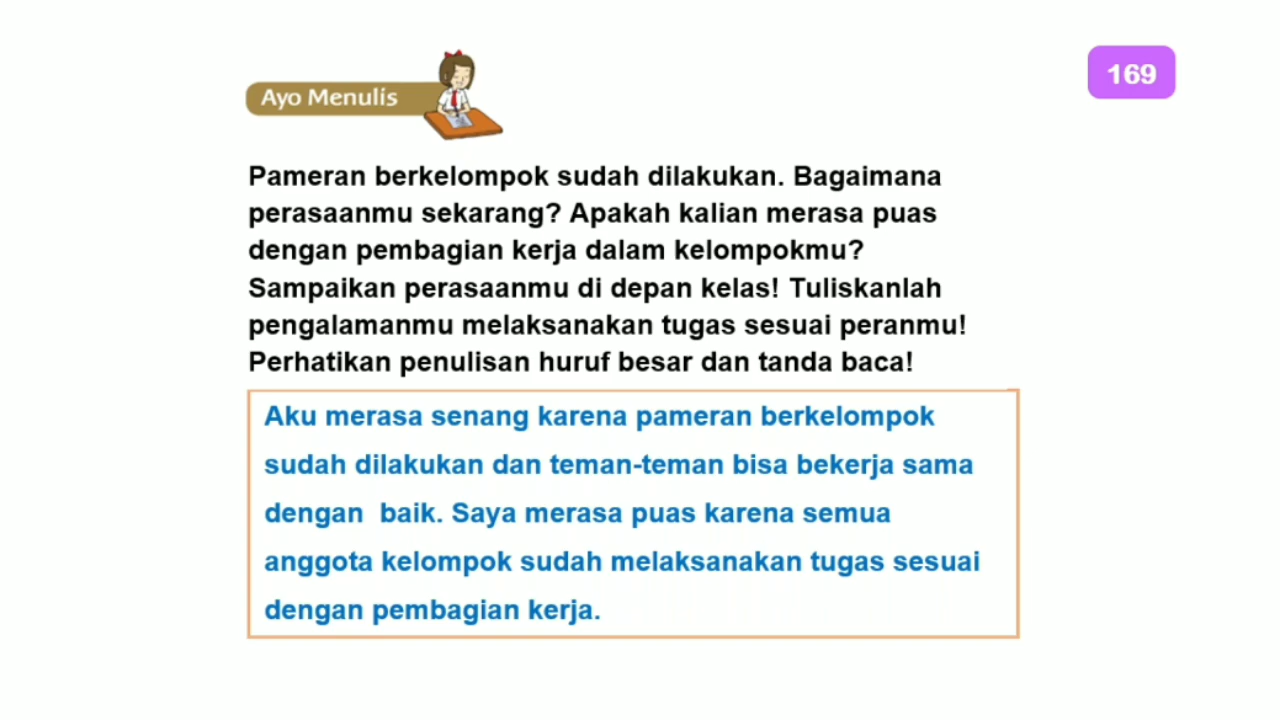 Ayo Menulis
169
Pameran berkelompok sudah dilakukan. Bagaimana
perasaanmu sekarang? Apakah kalian merasa puas
dengan pembagian kerja dalam kelompokmu?
Sampaikan perasaanmu di depan kelas! Tuliskanlah
pengalamanmu melaksanakan tugas sesuai peranmu!
Perhatikan penulisan huruf besar dan tanda baca!
Aku merasa senang karena pameran berkelompok
sudah dilakukan dan teman-teman bisa bekerja sama
dengan  baik. Saya merasa puas karena semua
anggota kelompok sudah melaksanakan tugas sesuai
dengan pembagian kerja.